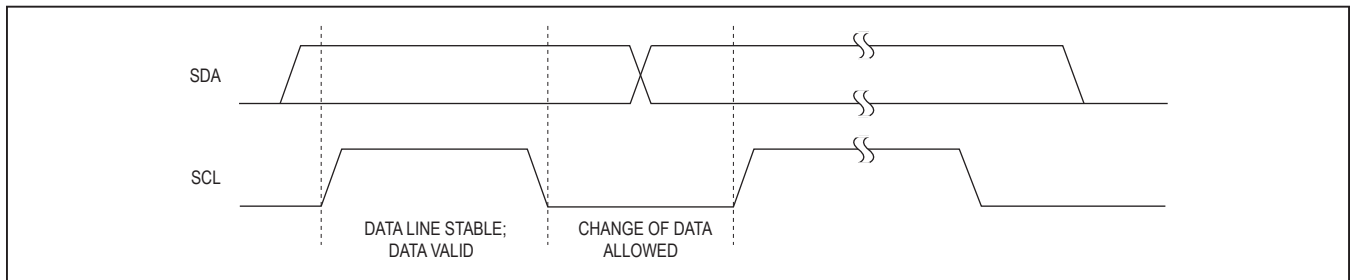 SDA
SCL
DATA LINE STABLE;
DATA VALID
CHANGE OF DATA
ALLOWED